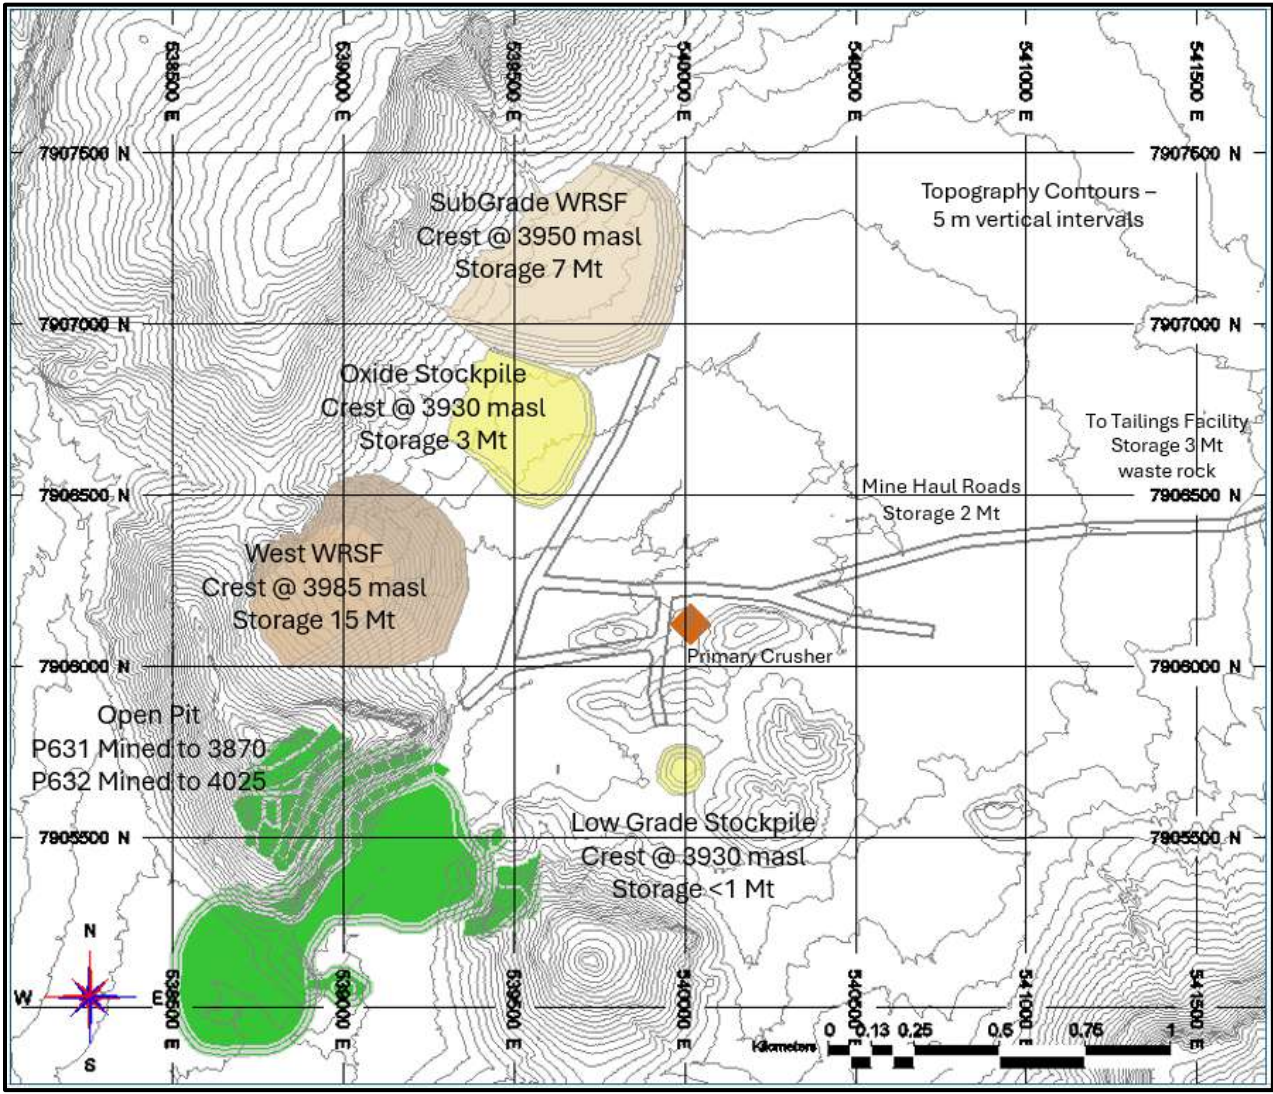 538500 E
539000 E
539500 E
540000 E
540500 E
541000 E
541500 E
7907500 N
7907500 N
SubGrade WRSF
Crest @ 3950 masl
Storage 7 Mt
Topography Contours –
5 m vertical intervals
7907000 N
7907000 N
Oxide Stockpile
Crest @ 3930 masl
Storage 3 Mt
To Tailings Facility
Storage 3 Mt
waste rock
7906500 N
7906500 N
Mine Haul Roads
Storage 2 Mt
West WRSF
Crest @ 3985 masl
Storage 15 Mt
Primary Crusher
7906000 N
7906000 N
Open Pit
P631 Mined to 3870
P632 Mined to 4025
7905500 N
7905500 N
Low Grade Stockpile
Crest @ 3930 masl
Storage <1 Mt
N
W
E
S
538500 E
539000 E
539500 E
540000 E
540500 E
541000 E
541500 E
Kilometers
0 0.13 0.25 0.5 0.75 1